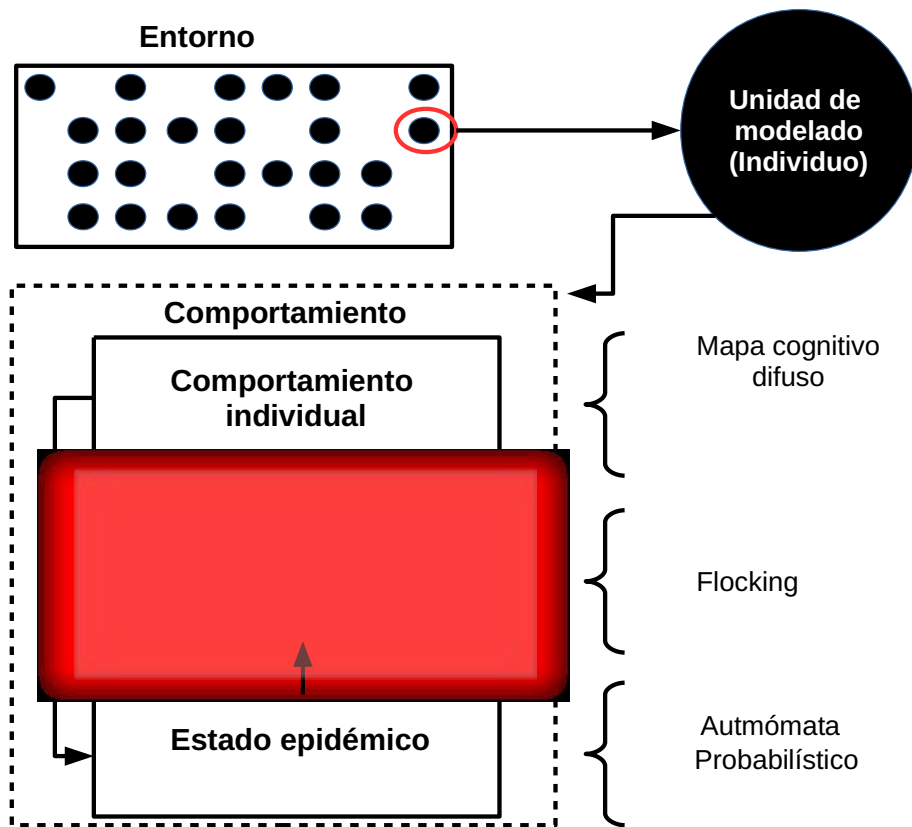 Entorno
Unidad de
modelado
(Individuo)
Comportamiento
Comportamiento
individual
Mapa cognitivo
difuso
Flocking
Estado epidémico
Autmómata
Probabilístico